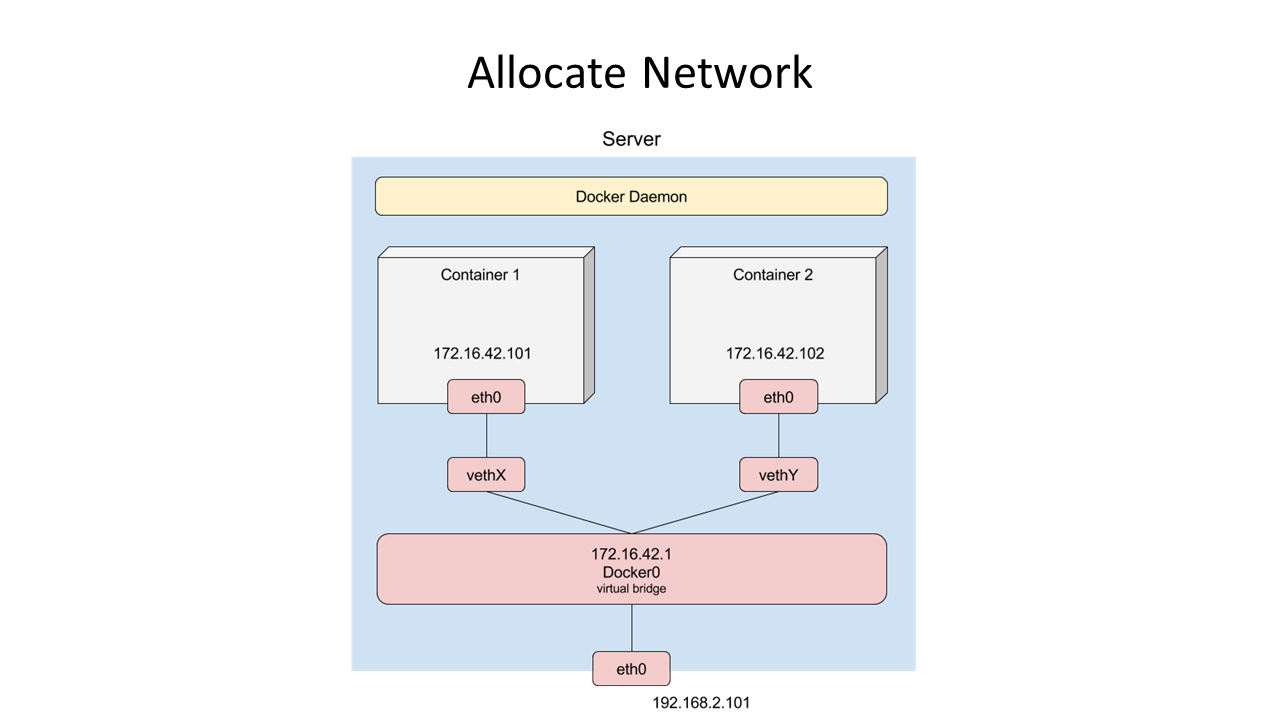 Allocate Network
Server
Docker Daemon
Container 1
Container 2
172.16.42.101
172.16.42.102
eth0
eth0
vethX
vethY
172.16.42.1
Docker0
virtual bridge
eth0
192.168.2.101